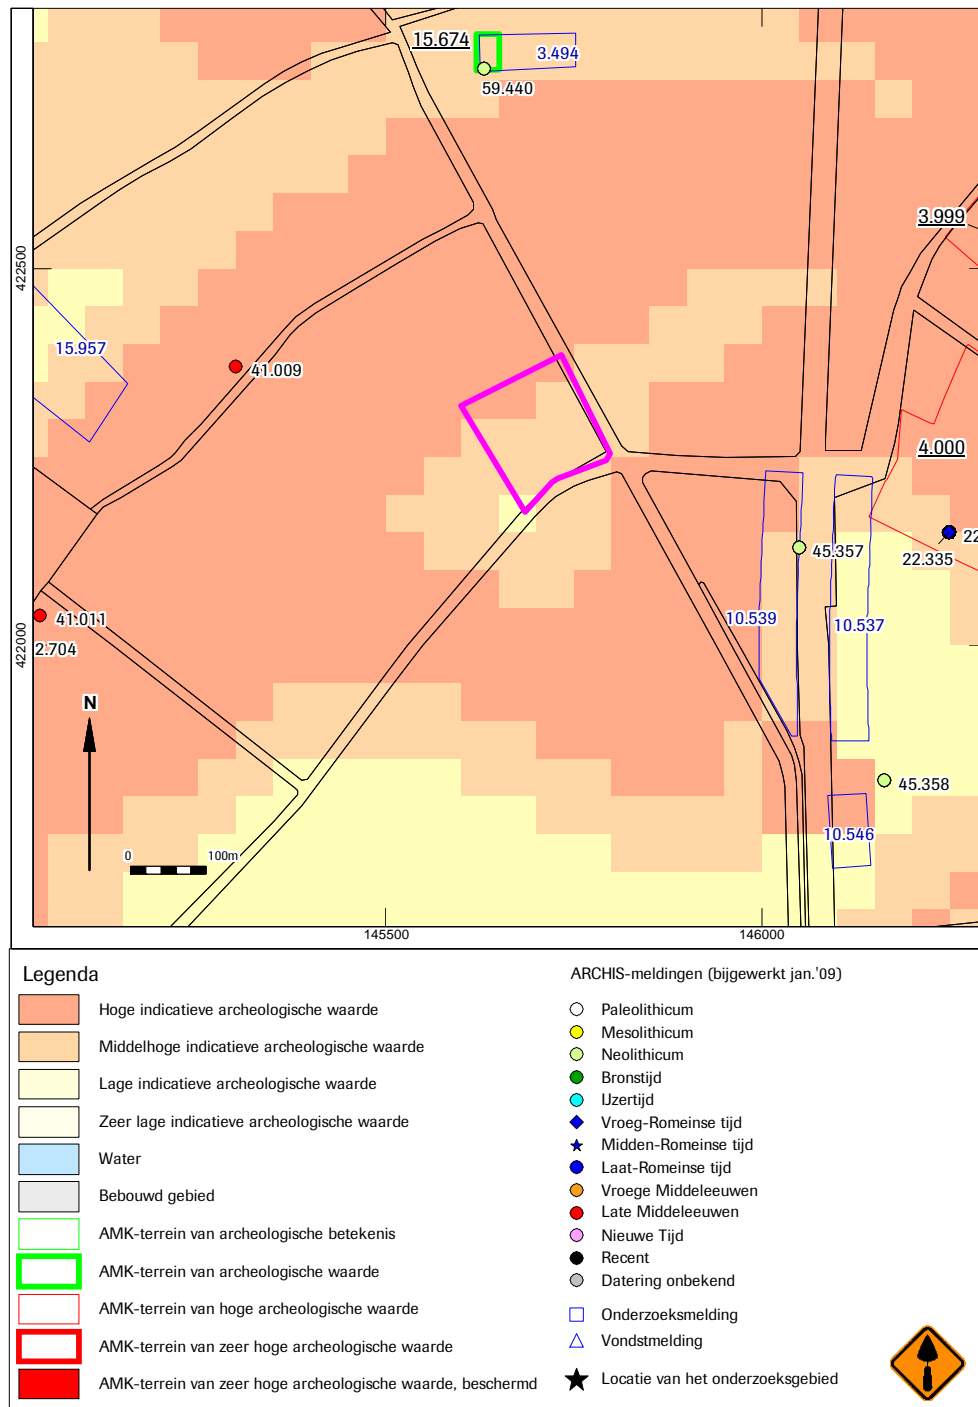 15.674
3.494
59.440
3.999
422500
15.957
41.009
4.000
45.357
22
22.335
41.011
2.704
10.539
10.537
422000
N
45.358
10.546
0 100m
145500 146000
Legenda
Hoge indicatieve archeologische waarde
Middelhoge indicatieve archeologische waarde
Lage indicatieve archeologische waarde
Zeer lage indicatieve archeologische waarde
Water
Bebouwd gebied
AMK-terrein van archeologische betekenis
AMK-terrein van archeologische waarde
AMK-terrein van hoge archeologische waarde
AMK-terrein van zeer hoge archeologische waarde
AMK-terrein van zeer hoge archeologische waarde, beschermd
ARCHIS-meldingen (bijgewerkt jan.'09)
Paleolithicum
Mesolithicum
Neolithicum
Bronstijd
IJzertijd
Vroeg-Romeinse tijd
Midden-Romeinse tijd
Laat-Romeinse tijd
Vroege Middeleeuwen
Late Middeleeuwen
Nieuwe Tijd
Recent
Datering onbekend
Onderzoeksmelding
Vondstmelding
Locatie van het onderzoeksgebied